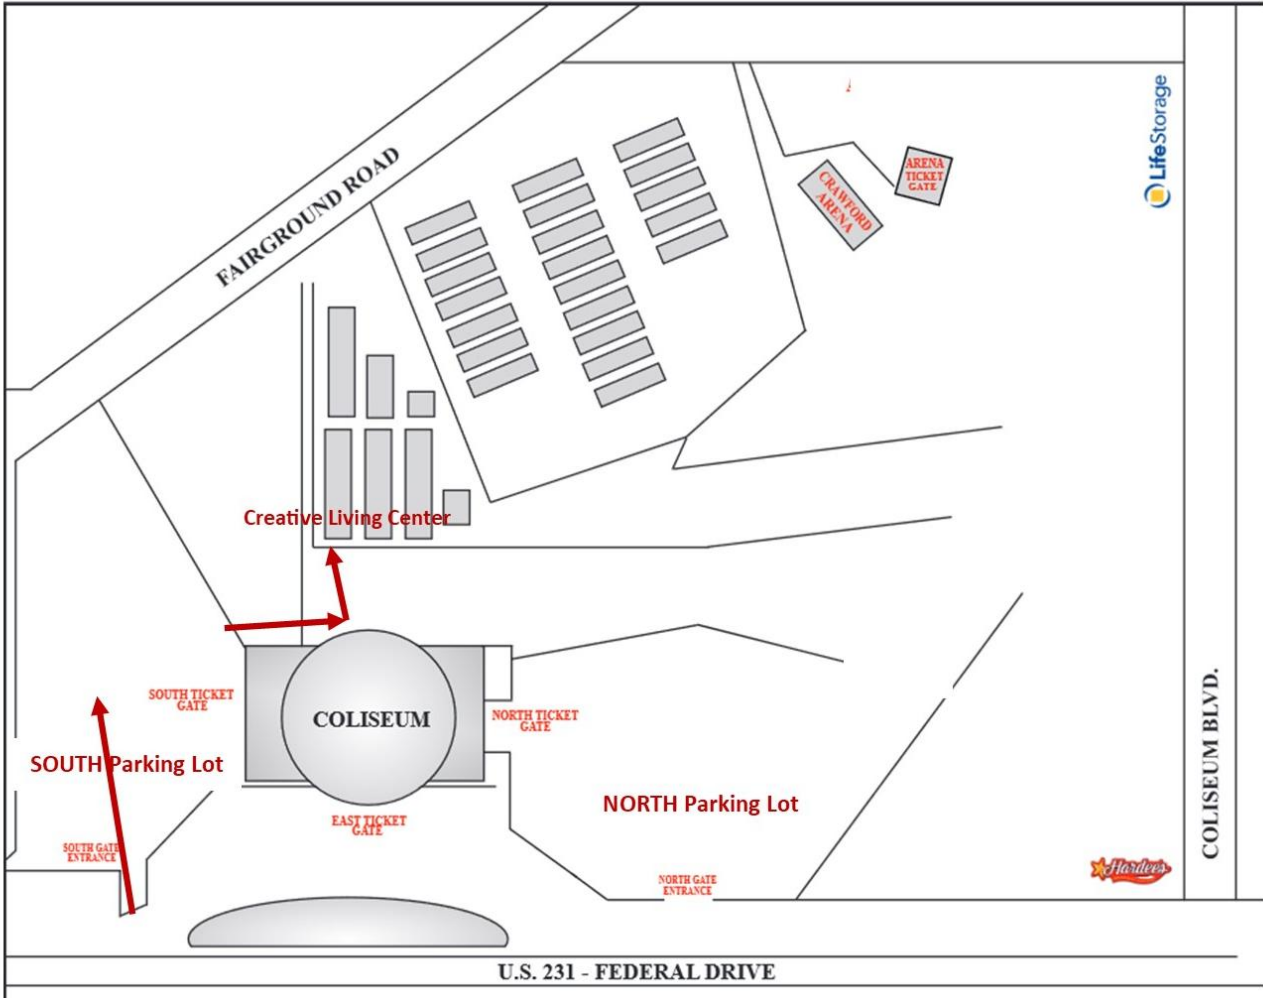 FAIRGROUND ROAD
LifeStorage
ARENA
TICKET
GATE
CRAWFORD
ARENA
Creative Living Center
SOUTH TICKET
GATE
COLISEUM
NORTH TICKET
GATE
SOUTH Parking Lot
NORTH Parking Lot
EAST TICKET
GATE
SOUTH GATE
ENTRANCE
NORTH GATE
ENTRANCE
Hardee's
COLISEUM BLVD.
U.S. 231 - FEDERAL DRIVE